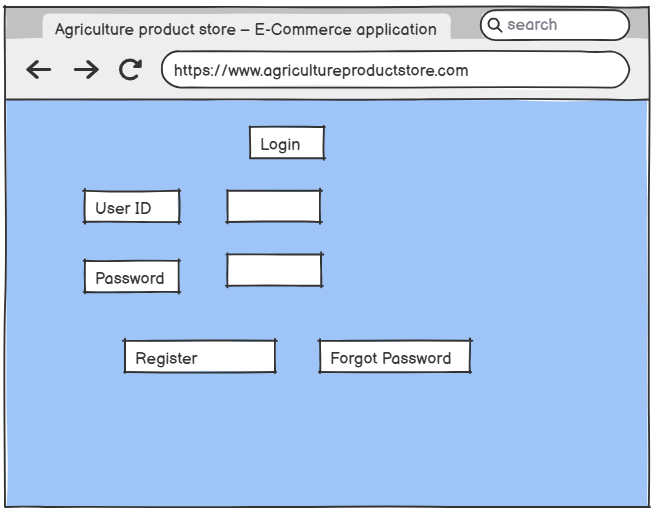 Agriculture product store – E-Commerce application
search
https://www.agricultureproductstore.com
Login
User ID
Password
Register
Forgot Password